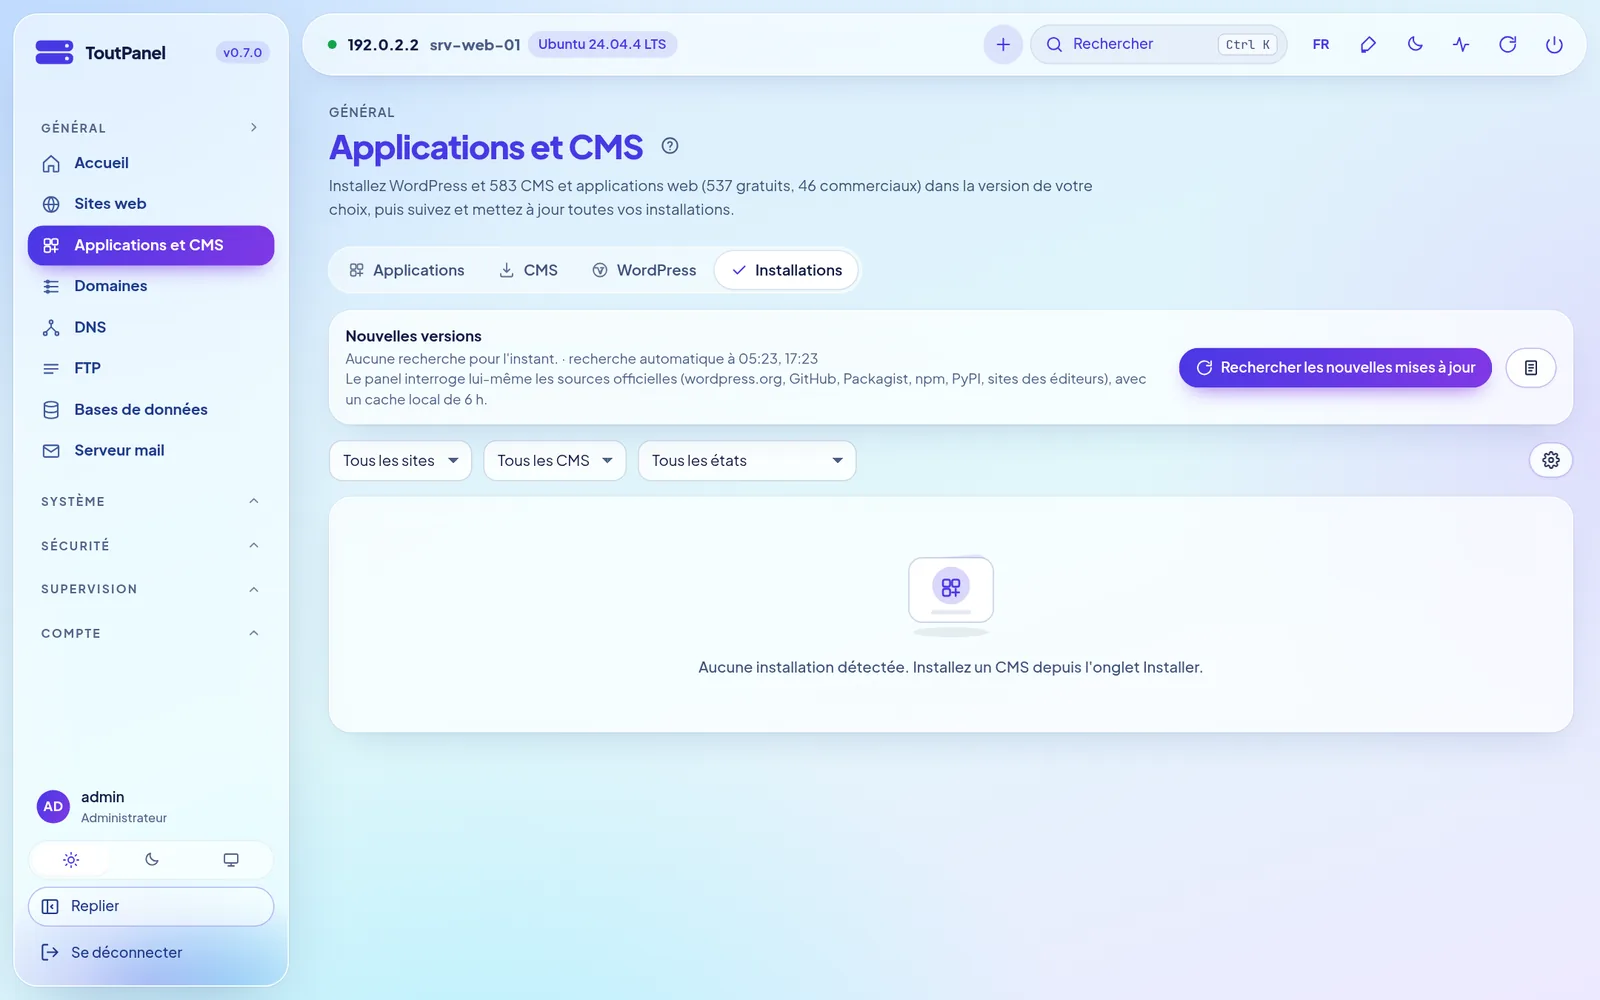 ToutPanel
v0.7.0
GÉNÉRAL
Accueil
Sites web
Applications et CMS
Domaines
DNS
FTP
Bases de données
Serveur mail
SYSTÈME
SÉCURITÉ
SUPERVISION
COMPTE
AD
admin
Administrateur
Replier
Se déconnecter
192.0.2.2 srv-web-01 Ubuntu 24.04.4 LTS
Rechercher Ctrl K
FR
GÉNÉRAL
Applications et CMS
Installez WordPress et 583 CMS et applications web (537 gratuits, 46 commerciaux) dans la version de votre
choix, puis suivez et mettez à jour toutes vos installations.
Applications CMS WordPress Installations
Nouvelles versions
Aucune recherche pour l'instant. · recherche automatique à 05:23, 17:23
Le panel interroge lui-même les sources officielles (wordpress.org, GitHub, Packagist, npm, PyPI, sites des éditeurs), avec
un cache local de 6 h.
Rechercher les nouvelles mises à jour
Tous les sites Tous les CMS Tous les états
Aucune installation détectée. Installez un CMS depuis l'onglet Installer.